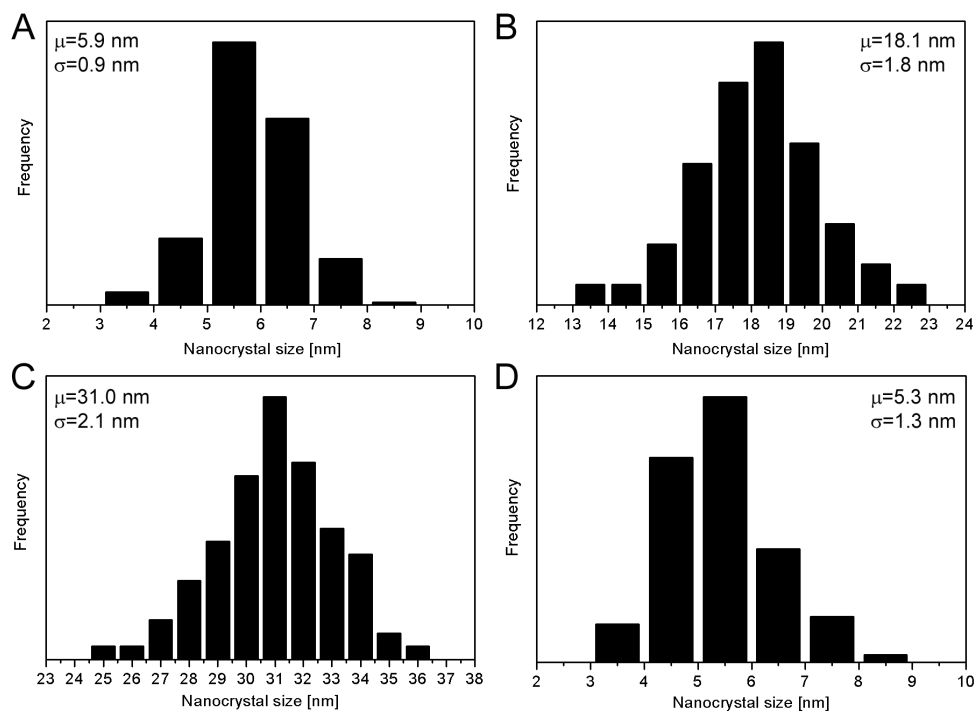 A
μ=5.9 nm
σ=0.9 nm
Frequency
2 3 4 5 6 7 8 9 10
Nanocrystal size [nm]
B
μ=18.1 nm
σ=1.8 nm
Frequency
12 13 14 15 16 17 18 19 20 21 22 23 24
Nanocrystal size [nm]
C
μ=31.0 nm
σ=2.1 nm
Frequency
23 24 25 26 27 28 29 30 31 32 33 34 35 36 37 38
Nanocrystal size [nm]
D
μ=5.3 nm
σ=1.3 nm
Frequency
2 3 4 5 6 7 8 9 10
Nanocrystal size [nm]